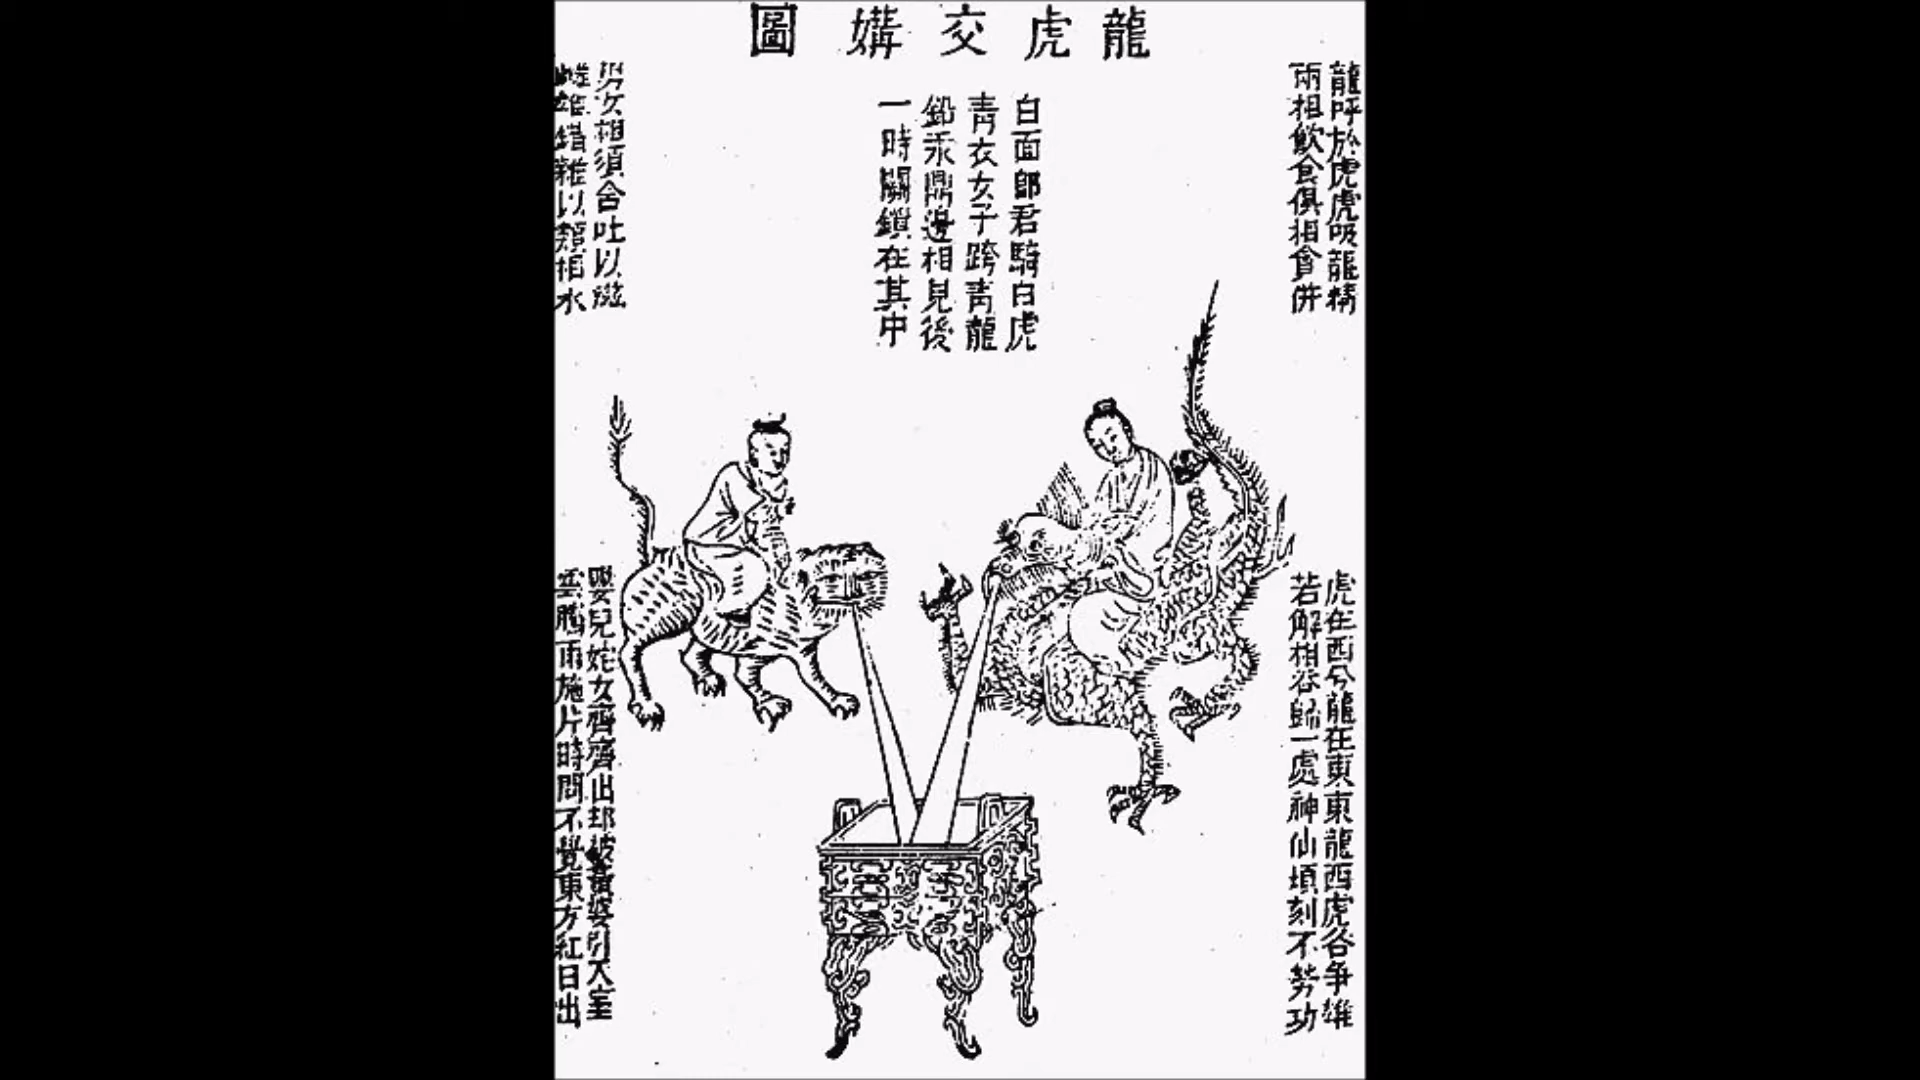 龍虎交媾圖
龍呼於虎虎吸龍精
兩相飲食俱相貪併
白面郎君騎白虎
青衣女子跨青龍
鉛汞鼎邊相見後
一時關鎖在其中
男女相須含吐以滋
雌雄錯雜以類相求
虎在西兮龍在東東龍西虎各爭雄
若解相吞歸一處神仙頃刻不勞功
嬰兒姹女齊齊出却被黃婆引入室
雲騰雨施片時間不覺東方紅日出